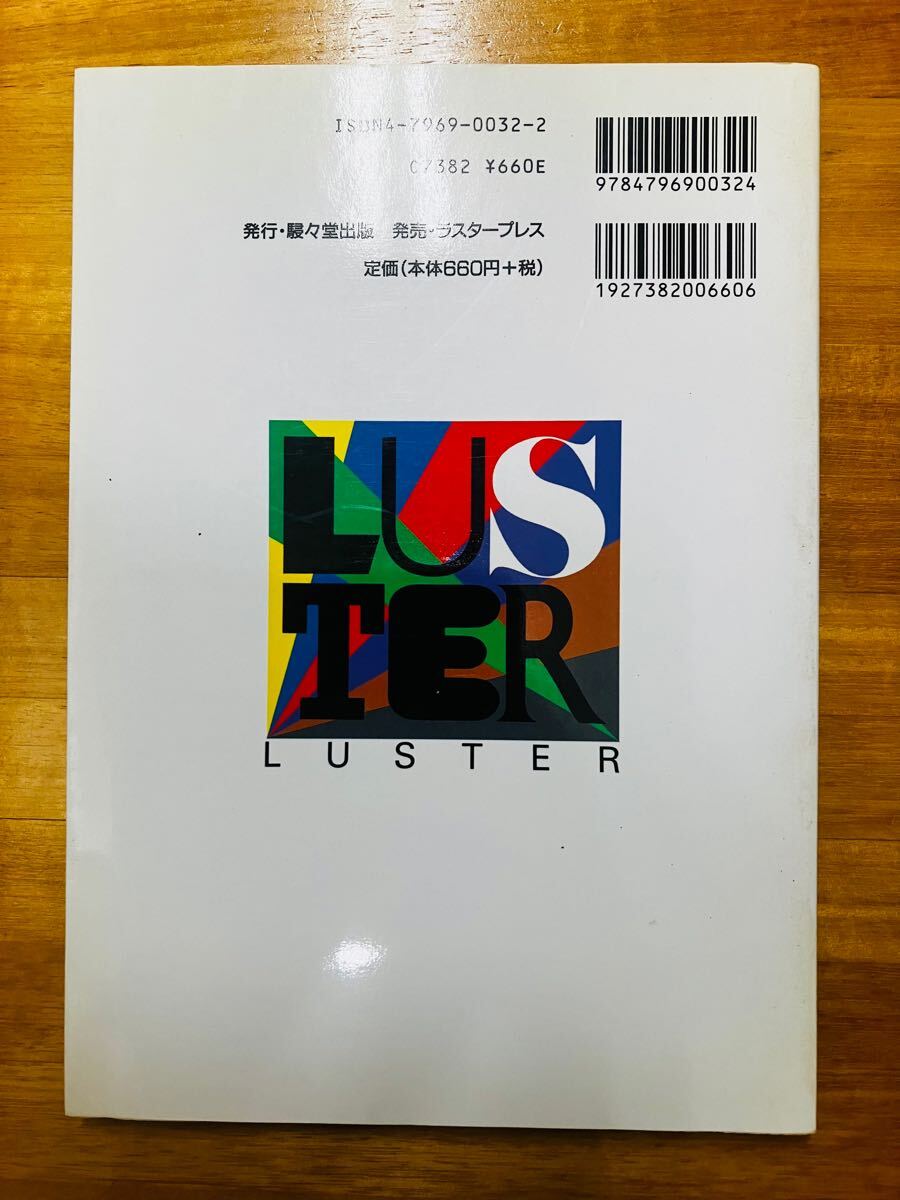 ISBN4-7969-0032-2
9784796900324
C7382 ¥660E
発行・駸々堂出版 発売・ラスタープレス
定価(本体660円+税)
1927382006606
LUS
TER
LUSTER